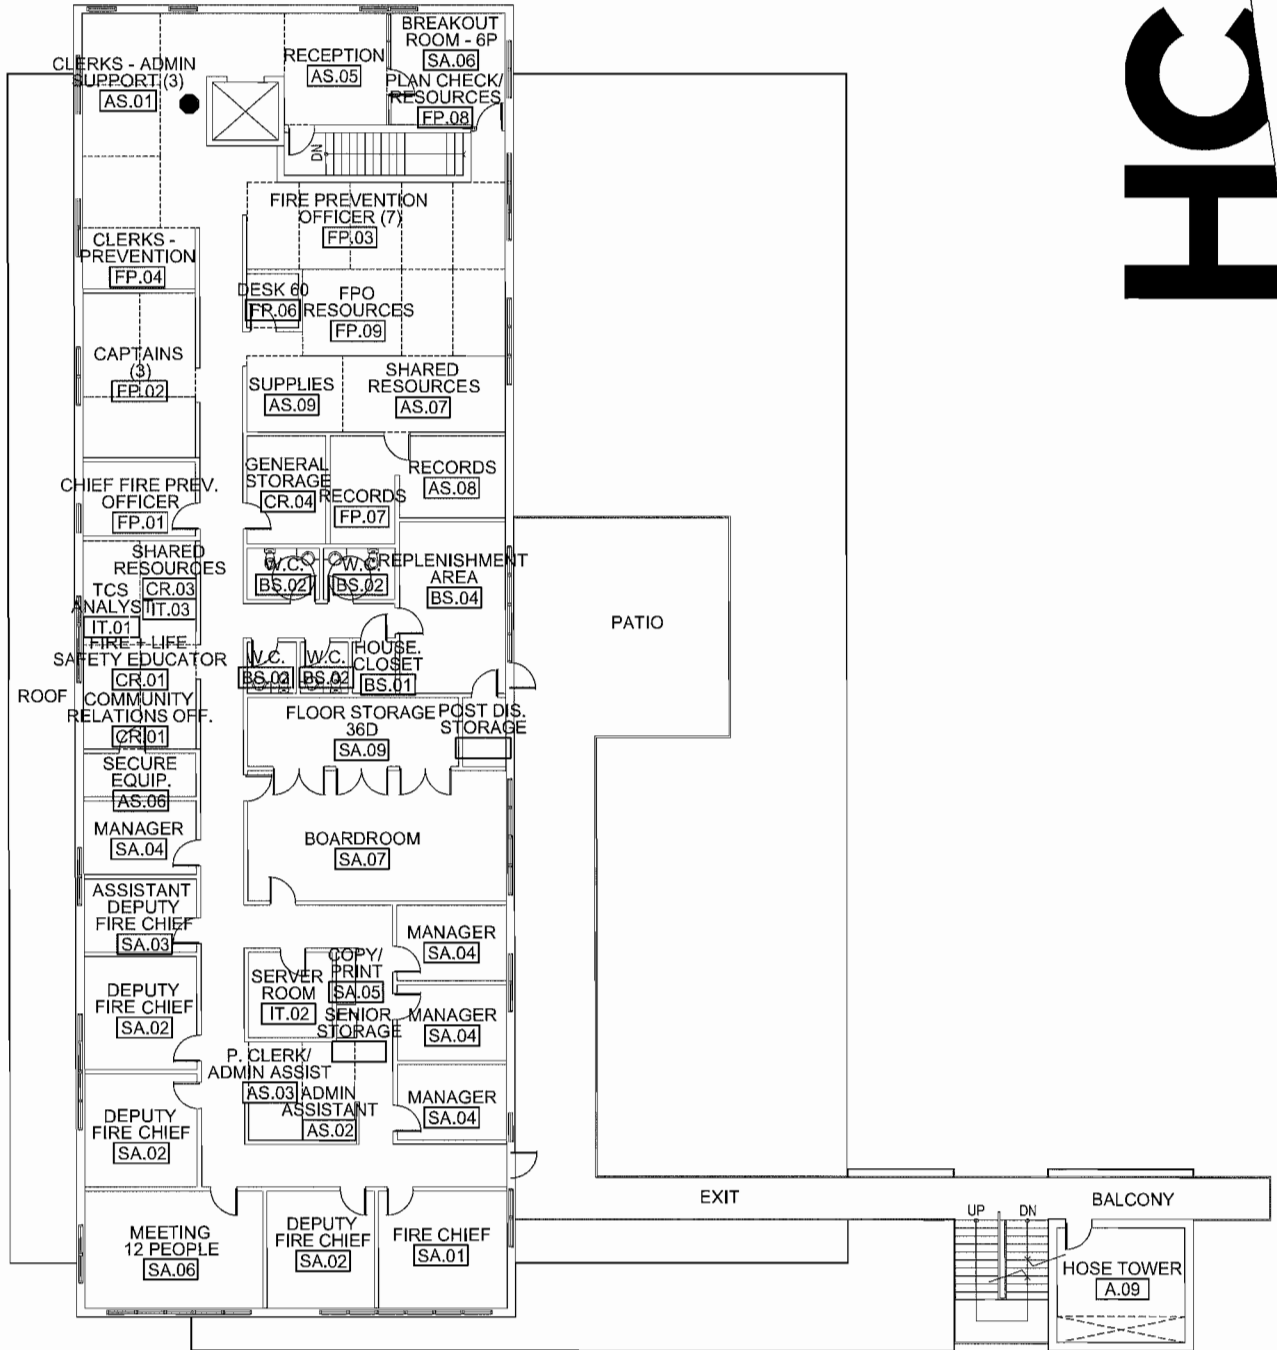 HC
BREAKOUT
ROOM - 6P
SA.06
RECEPTION
AS.05
CLERKS - ADMIN
SUPPORT (3)
AS.01
PLAN CHECK/
RESOURCES
FP.08
DN
FIRE PREVENTION
OFFICER (7)
FP.03
CLERKS -
PREVENTION
FP.04
DESK 60
FR.06
FPO
RESOURCES
FP.09
CAPTAINS
(3)
FP.02
SUPPLIES
AS.09
SHARED
RESOURCES
AS.07
GENERAL
STORAGE
CR.04
RECORDS
FP.07
RECORDS
AS.08
CHIEF FIRE PREV.
OFFICER
FP.01
SHARED
RESOURCES
CR.03
IT.03
TCS
ANALYST
IT.01
W.C.
BS.02
W.C.
BS.02
REPLENISHMENT
AREA
BS.04
PATIO
FIRE + LIFE
SAFETY EDUCATOR
CR.01
W.C.
BS.02
W.C.
BS.02
HOUSE.
CLOSET
BS.01
ROOF
COMMUNITY
RELATIONS OFF.
CR.01
FLOOR STORAGE
36D
SA.09
POST DIS.
STORAGE
SECURE
EQUIP.
AS.06
MANAGER
SA.04
BOARDROOM
SA.07
ASSISTANT
DEPUTY
FIRE CHIEF
SA.03
MANAGER
SA.04
COPY/
PRINT
SA.05
SERVER
ROOM
IT.02
DEPUTY
FIRE CHIEF
SA.02
SENIOR
STORAGE
MANAGER
SA.04
P. CLERK/
ADMIN ASSIST
AS.03
ADMIN
ASSISTANT
AS.02
MANAGER
SA.04
DEPUTY
FIRE CHIEF
SA.02
EXIT
BALCONY
UP
DN
MEETING
12 PEOPLE
SA.06
DEPUTY
FIRE CHIEF
SA.02
FIRE CHIEF
SA.01
HOSE TOWER
A.09